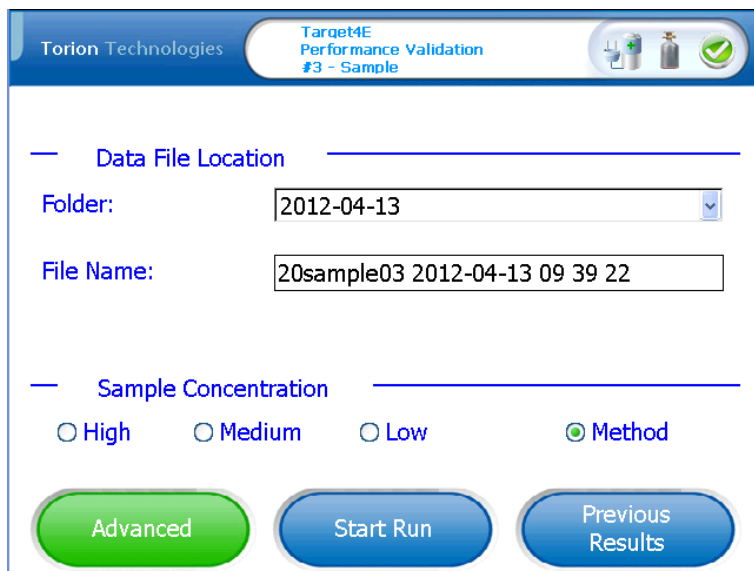 Torion Technologies
Target4E
Performance Validation
#3 - Sample
Data File Location
Folder:
2012-04-13
File Name:
20sample03 2012-04-13 09 39 22
Sample Concentration
High Medium Low Method
Advanced
Start Run
Previous
Results